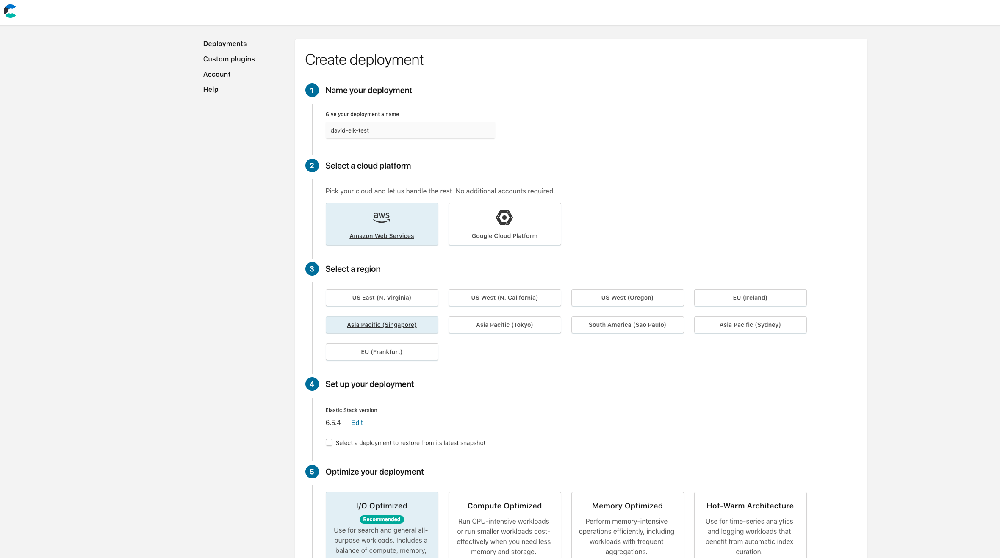 Deployments
Custom plugins
Account
Help
Create deployment
1 Name your deployment
Give your deployment a name
david-elk-test
2 Select a cloud platform
Pick your cloud and let us handle the rest. No additional accounts required.
aws
Amazon Web Services
Google Cloud Platform
3 Select a region
US East (N. Virginia)
US West (N. California)
US West (Oregon)
EU (Ireland)
Asia Pacific (Singapore)
Asia Pacific (Tokyo)
South America (Sao Paulo)
Asia Pacific (Sydney)
EU (Frankfurt)
4 Set up your deployment
Elastic Stack version
6.5.4 Edit
Select a deployment to restore from its latest snapshot
5 Optimize your deployment
I/O Optimized
Recommended
Use for search and general all-
purpose workloads. Includes a
balance of compute, memory,
Compute Optimized
Run CPU-intensive workloads
or run smaller workloads cost-
effectively when you need less
memory and storage.
Memory Optimized
Perform memory-intensive
operations efficiently, including
workloads with frequent
aggregations.
Hot-Warm Architecture
Use for time-series analytics
and logging workloads that
benefit from automatic index
curation.